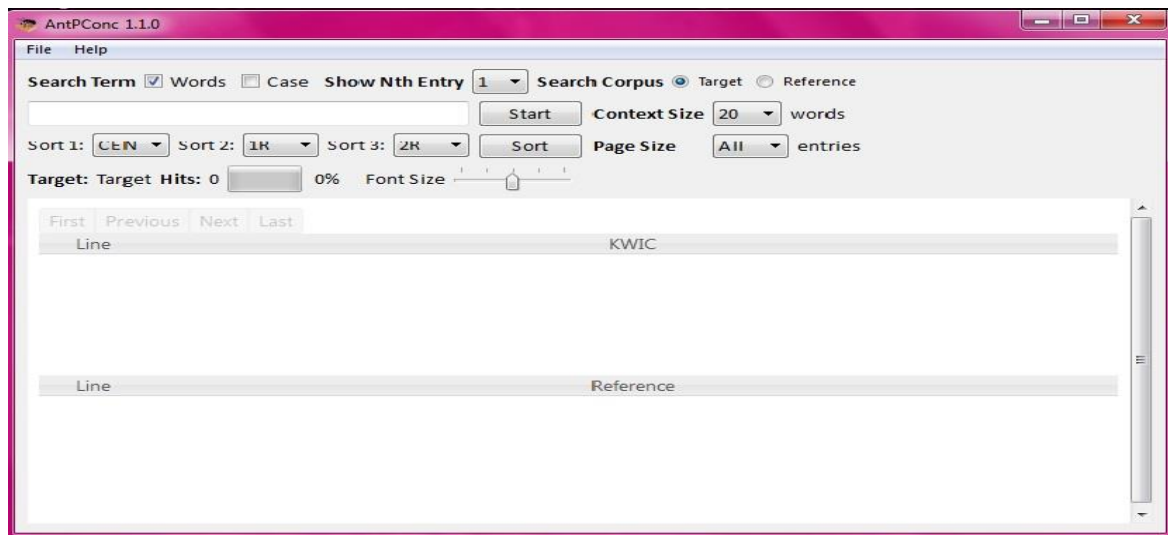 AntPConc 1.1.0
File Help
Search Term Words Case Show Nth Entry 1 Search Corpus Target Reference
Start Context Size 20 words
Sort 1: CEN Sort 2: 1R Sort 3: 2R Sort Page Size All entries
Target: Target Hits: 0 0% Font Size
First Previous Next Last
Line KWIC
Line Reference